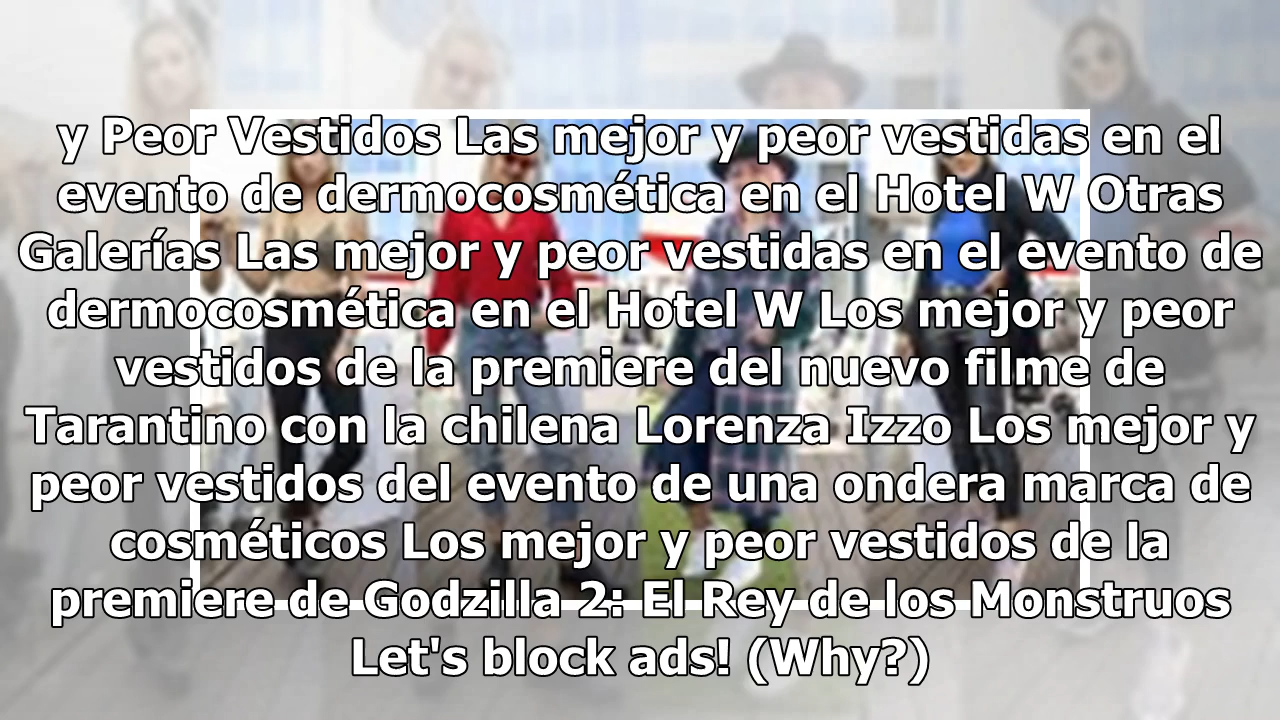 y Peor Vestidos Las mejor y peor vestidas en el
evento de dermocosmética en el Hotel W Otras
Galerías Las mejor y peor vestidas en el evento de
dermocosmética en el Hotel W Los mejor y peor
vestidos de la premiere del nuevo filme de
Tarantino con la chilena Lorenza Izzo Los mejor y
peor vestidos del evento de una ondera marca de
cosméticos Los mejor y peor vestidos de la
premiere de Godzilla 2: El Rey de los Monstruos
Let's block ads! (Why?)